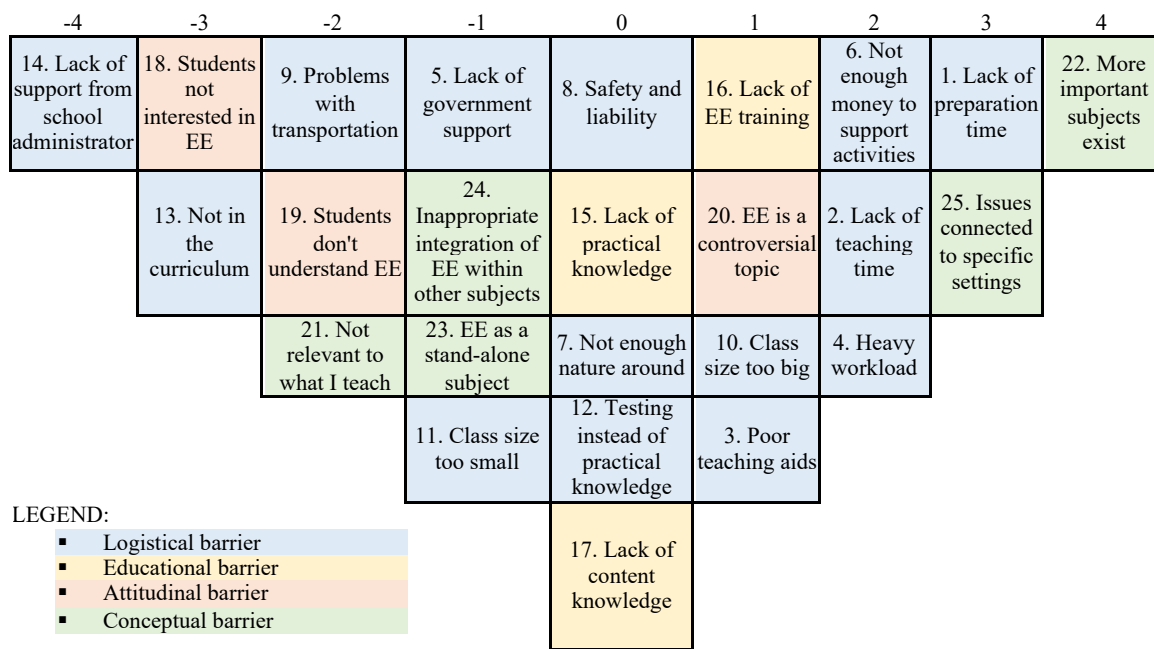 -4 -3 -2 -1 0 1 2 3 4
14. Lack of
support from
school
administrator
18. Students
not
interested in
EE
9. Problems
with
transportation
5. Lack of
government
support
8. Safety and
liability
16. Lack of
EE training
6. Not
enough
money to
support
activities
1. Lack of
preparation
time
22. More
important
subjects
exist
13. Not in
the
curriculum
19. Students
don't
understand EE
24.
Inappropriate
integration of
EE within
other subjects
15. Lack of
practical
knowledge
20. EE is a
controversial
topic
2. Lack of
teaching
time
25. Issues
connected
to specific
settings
21. Not
relevant to
what I teach
23. EE as a
stand-alone
subject
7. Not enough
nature around
10. Class
size too big
4. Heavy
workload
11. Class size
too small
12. Testing
instead of
practical
knowledge
3. Poor
teaching aids
17. Lack of
content
knowledge
LEGEND:
▪ Logistical barrier
▪ Educational barrier
▪ Attitudinal barrier
▪ Conceptual barrier